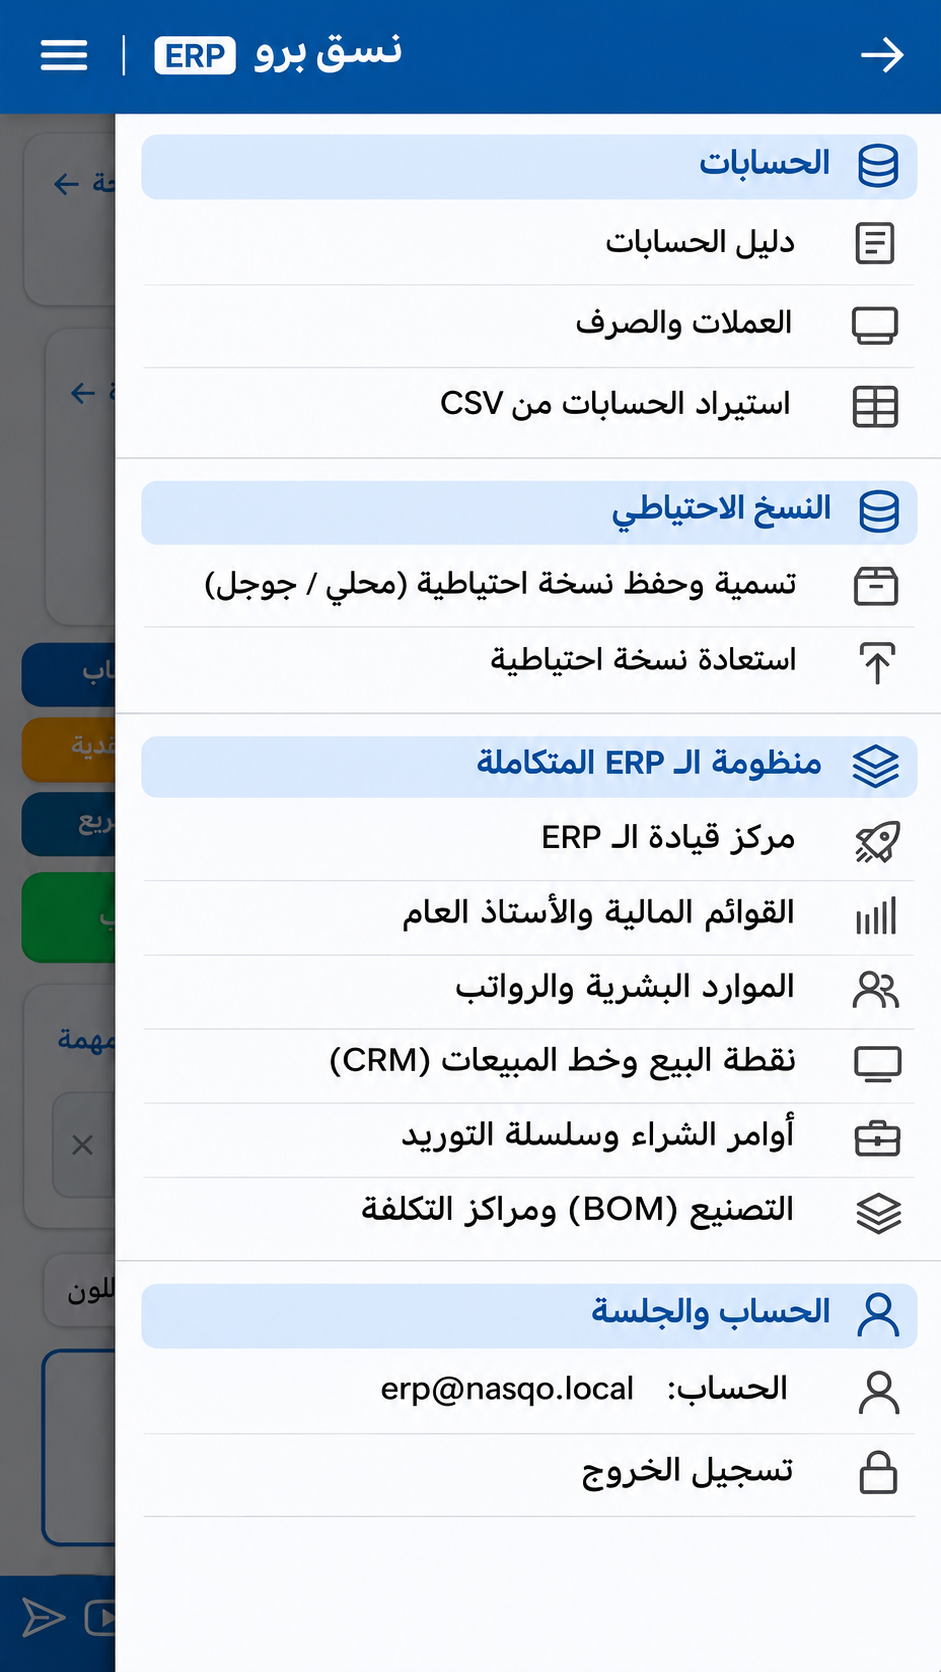 نسق برو ERP
الحسابات
دليل الحسابات
العملات والصرف
استيراد الحسابات من CSV
النسخ الاحتياطي
تسمية وحفظ نسخة احتياطية (محلي / جوجل)
استعادة نسخة احتياطية
منظومة الـ ERP المتكاملة
مركز قيادة الـ ERP
القوائم المالية والأستاذ العام
الموارد البشرية والرواتب
نقطة البيع وخط المبيعات (CRM)
أوامر الشراء وسلسلة التوريد
التصنيع (BOM) ومراكز التكلفة
الحساب والجلسة
الحساب: erp@nasqo.local
تسجيل الخروج